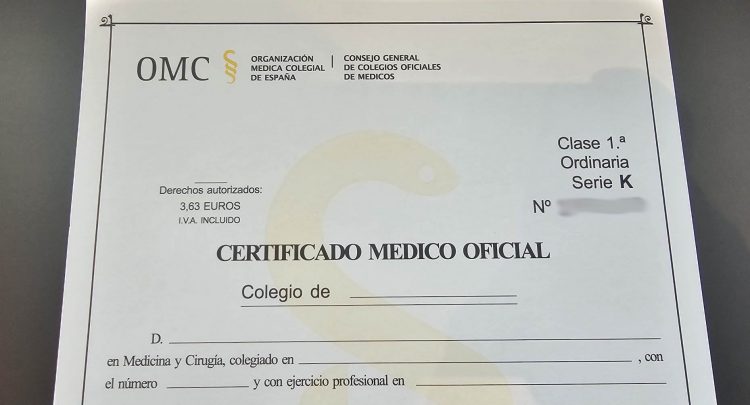 OMC
ORGANIZACIÓN
MEDICA COLEGIAL
DE ESPAÑA
CONSEJO GENERAL
DE COLEGIOS OFICIALES
DE MEDICOS
Clase 1.ª
Ordinaria
Serie K
Nº
Derechos autorizados:
3,63 EUROS
I.V.A. INCLUIDO
CERTIFICADO MEDICO OFICIAL
Colegio de
D.
en Medicina y Cirugía, colegiado en , con
el número y con ejercicio profesional en